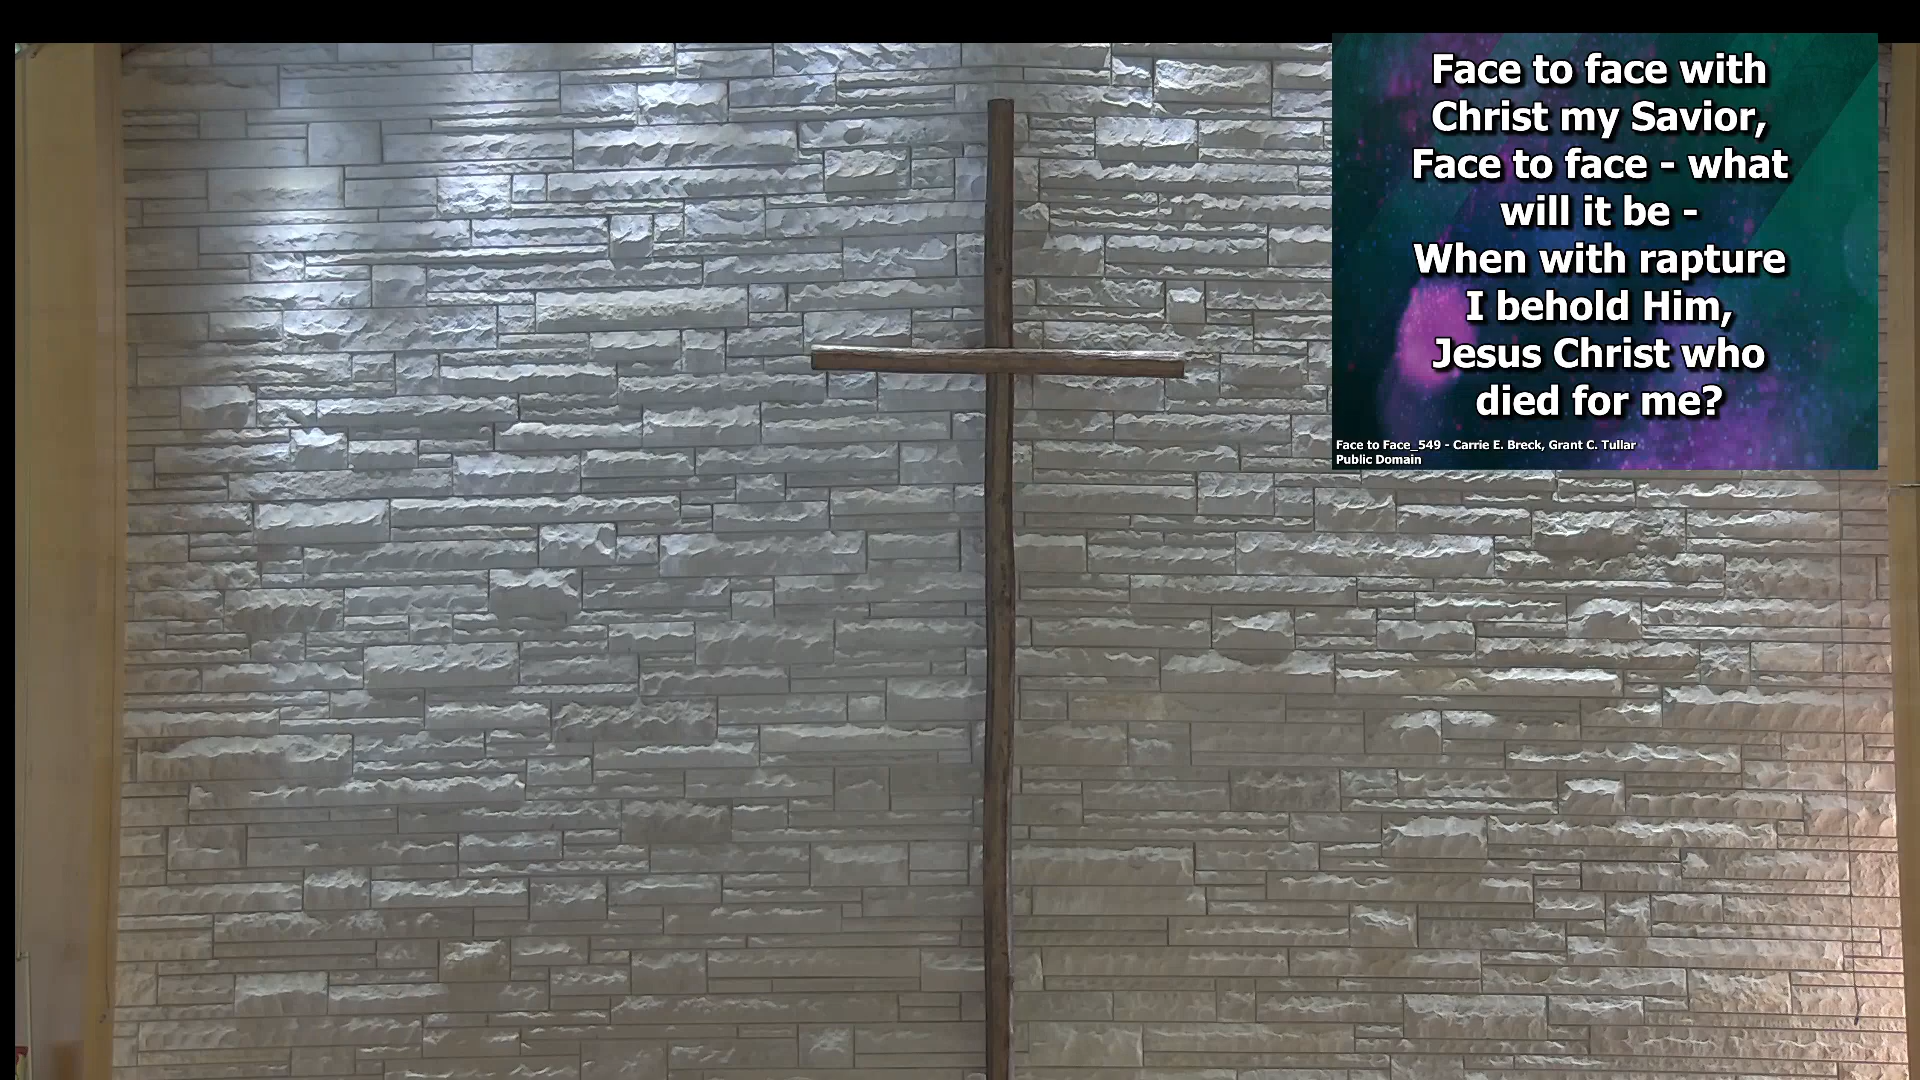 Face to face with
Christ my Savior,
Face to face - what
will it be -
When with rapture
I behold Him,
Jesus Christ who
died for me?
Face to Face_549 - Carrie E. Breck, Grant C. Tullar
Public Domain